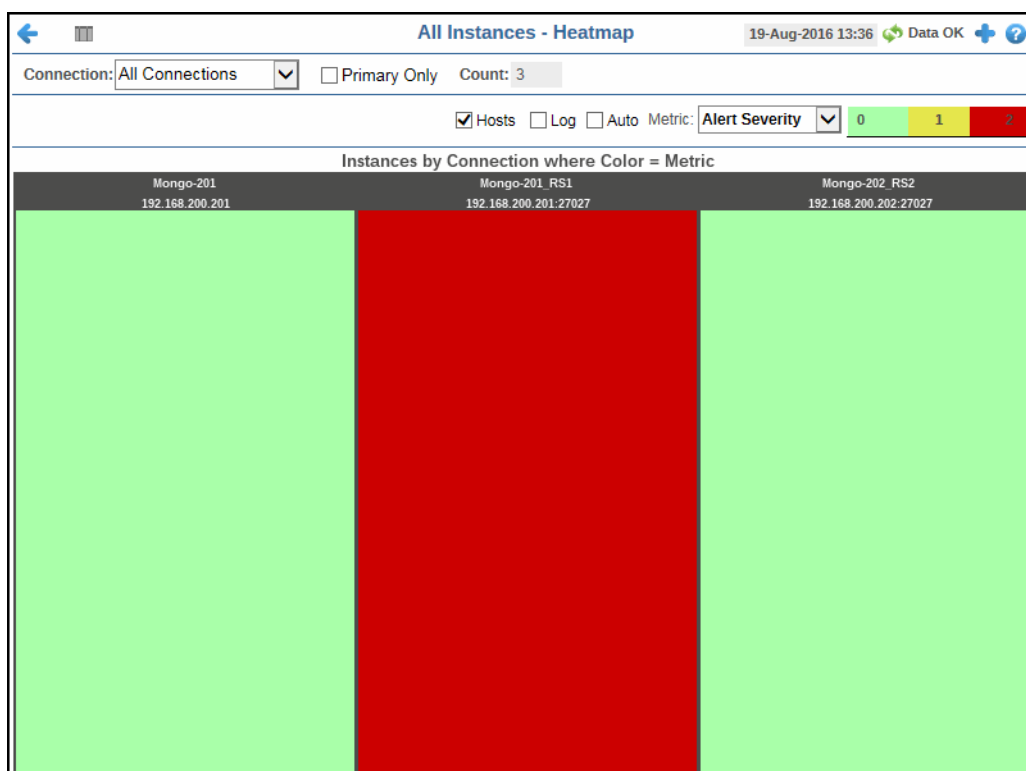 All Instances - Heatmap 19-Aug-2016 13:36 Data OK
Connection: All Connections Primary Only Count: 3
Hosts Log Auto Metric: Alert Severity 0 1 2
Instances by Connection where Color = Metric
Mongo-201 Mongo-201_RS1 Mongo-202_RS2
192.168.200.201 192.168.200.201:27027 192.168.200.202:27027